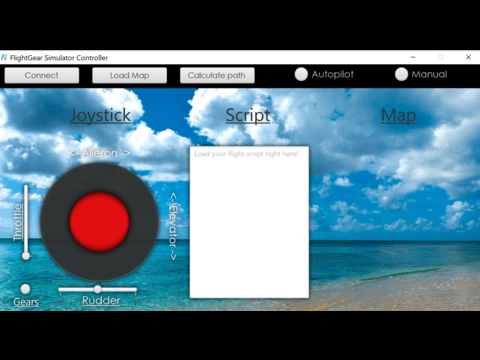 FlightGear Simulator Controller
Connect
Load Map
Calculate path
Autopilot
Manual
Joystick
Script
Map
<- Aileron ->
Load your flight script right here!
Throttle
<- Elevator ->
Gears
Rudder